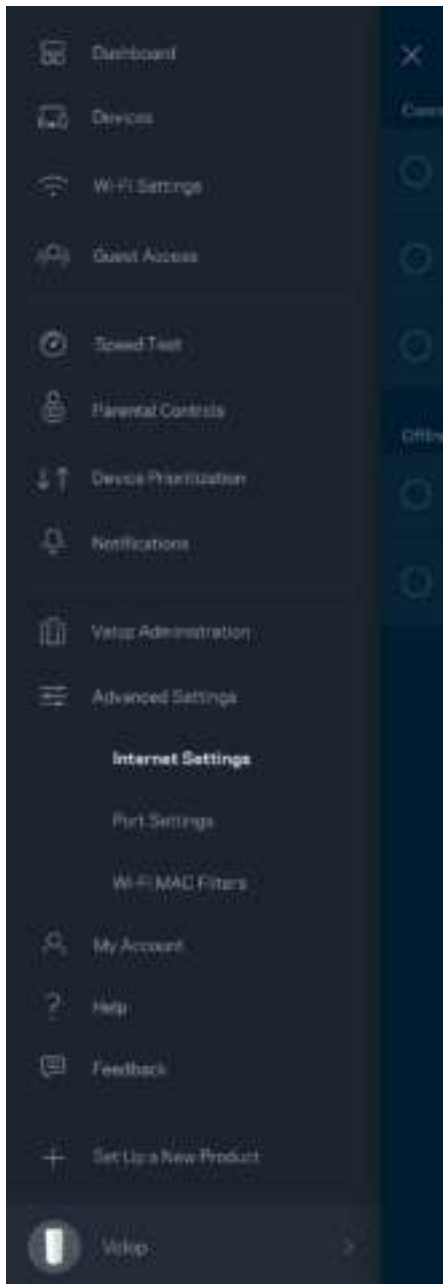 Dashboard
Devices
Wi-Fi Settings
Guest Access
Speed Test
Parental Controls
Device Prioritization
Notifications
Velop Administration
Advanced Settings
Internet Settings
Port Settings
Wi-Fi MAC Filters
My Account
Help
Feedback
Set Up a New Product
Velop